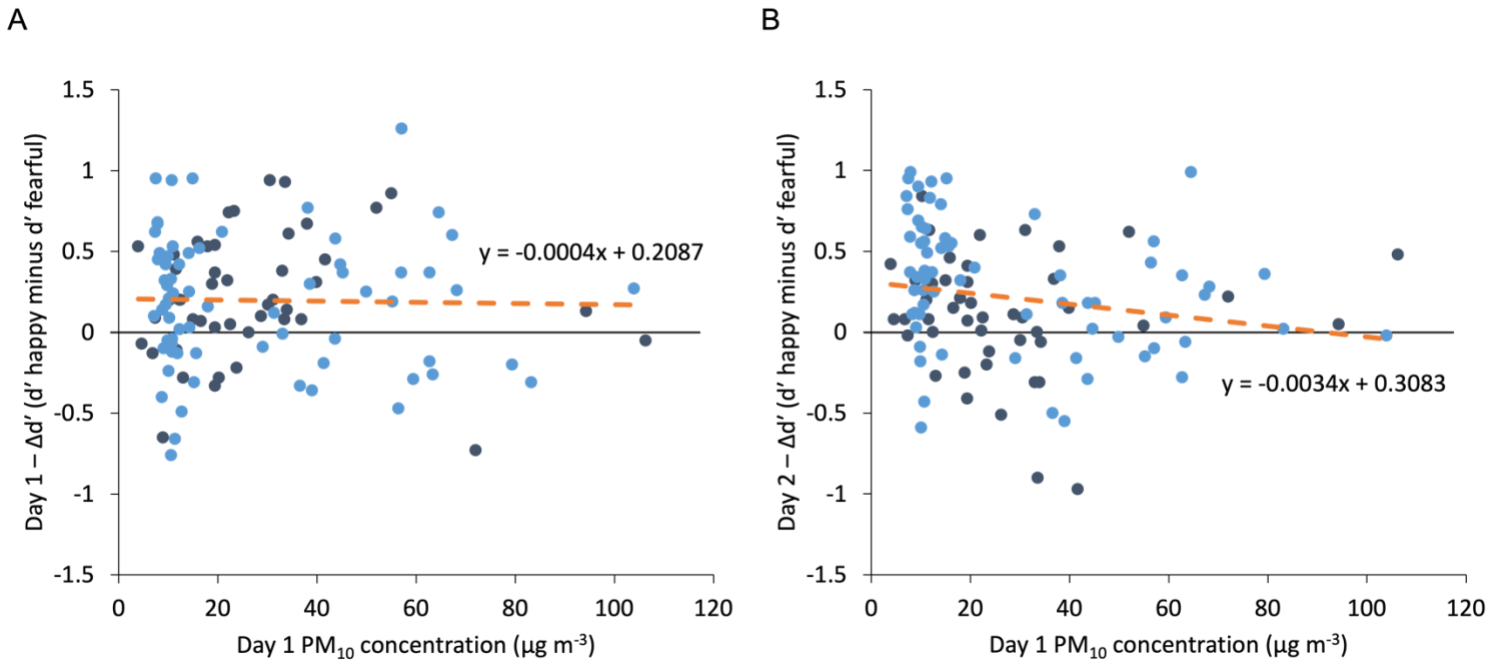 A
1.5
1
0.5
0
-0.5
-1
-1.5
Day 1 – Δd′ (d′ happy minus d′ fearful)
y = -0.0004x + 0.2087
0 20 40 60 80 100 120
Day 1 PM₁₀ concentration (µg m⁻³)
B
1.5
1
0.5
0
-0.5
-1
-1.5
Day 2 – Δd′ (d′ happy minus d′ fearful)
y = -0.0034x + 0.3083
0 20 40 60 80 100 120
Day 1 PM₁₀ concentration (µg m⁻³)